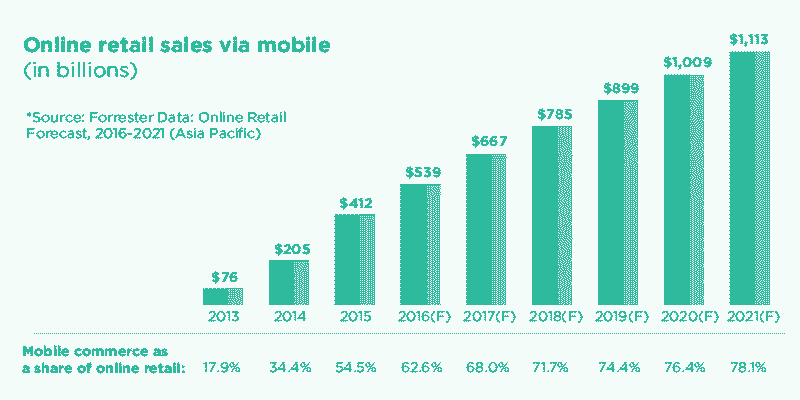 Online retail sales via mobile
(in billions)
*Source: Forrester Data: Online Retail
Forecast, 2016-2021 (Asia Pacific)
$76
$205
$412
$539
$667
$785
$899
$1,009
$1,113
2013 2014 2015 2016(F) 2017(F) 2018(F) 2019(F) 2020(F) 2021(F)
Mobile commerce as
a share of online retail: 17.9% 34.4% 54.5% 62.6% 68.0% 71.7% 74.4% 76.4% 78.1%